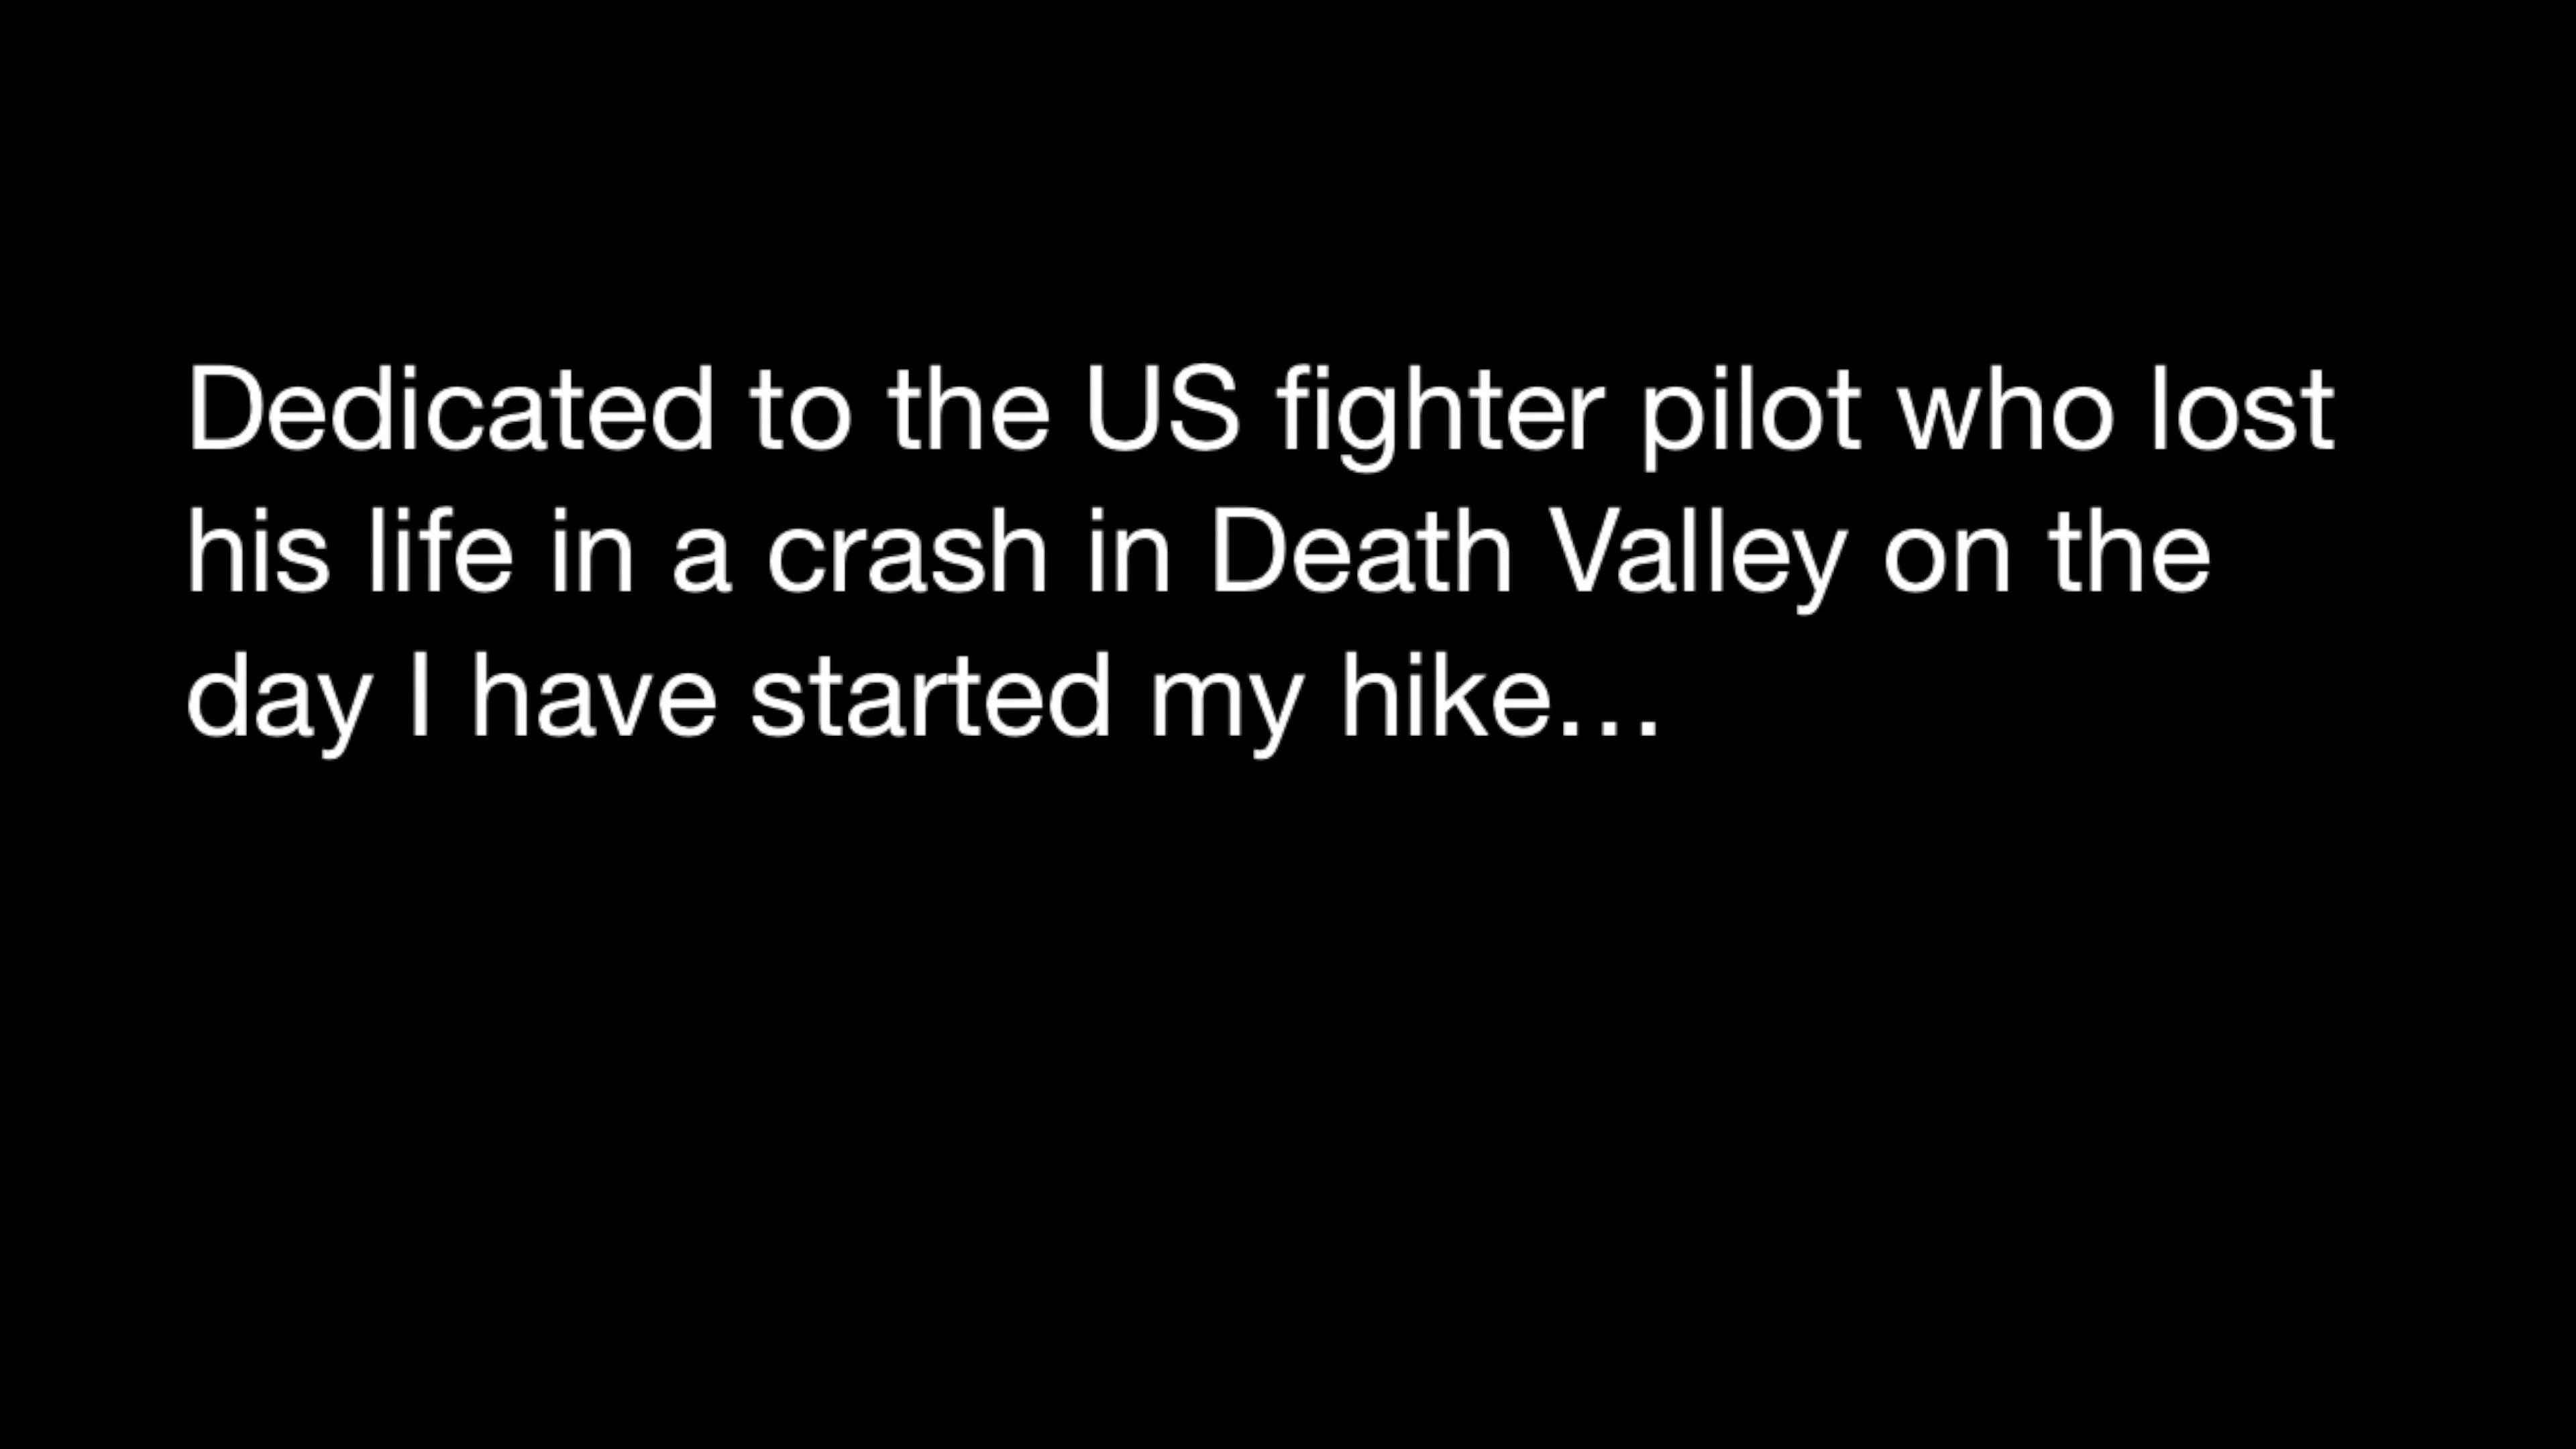 Dedicated to the US fighter pilot who lost
his life in a crash in Death Valley on the
day I have started my hike…